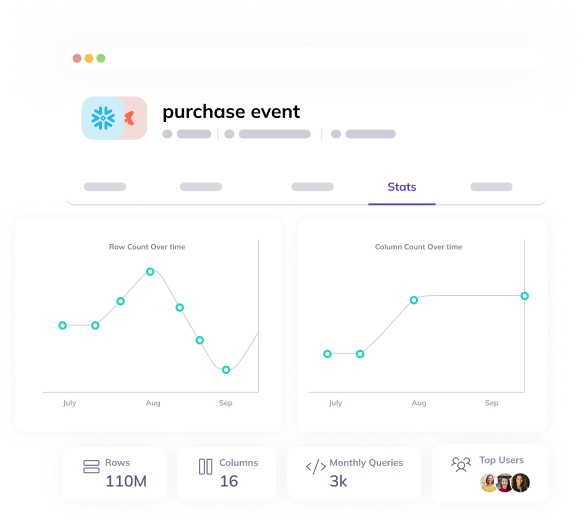 purchase event
Stats
Row Count Over time
July Aug Sep
Column Count Over time
July Aug Sep
Rows
110M
Columns
16
Monthly Queries
3k
Top Users